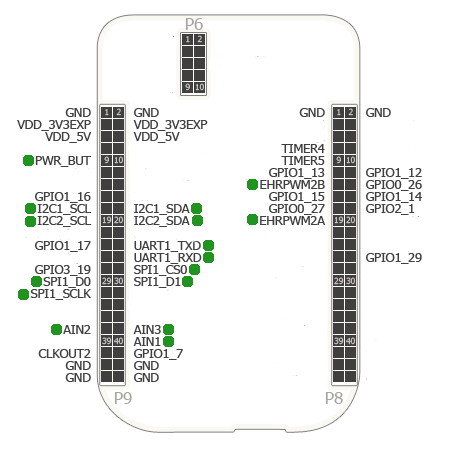 P6
1 2
9 10
GND 1 2 GND GND 1 2 GND
VDD_3V3EXP VDD_3V3EXP
VDD_5V VDD_5V
TIMER4
PWR_BUT 9 10 TIMER5 9 10
GPIO1_13 GPIO1_12
EHRPWM2B GPIO0_26
GPIO1_16 GPIO1_15 GPIO1_14
I2C1_SCL I2C1_SDA GPIO0_27 GPIO2_1
I2C2_SCL 19 20 I2C2_SDA EHRPWM2A 19 20
GPIO1_17 UART1_TXD
UART1_RXD GPIO1_29
GPIO3_19 SPI1_CS0
SPI1_D0 29 30 SPI1_D1 29 30
SPI1_SCLK
AIN2 AIN3
39 40 AIN1 39 40
CLKOUT2 GPIO1_7
GND GND
GND GND
P9 P8